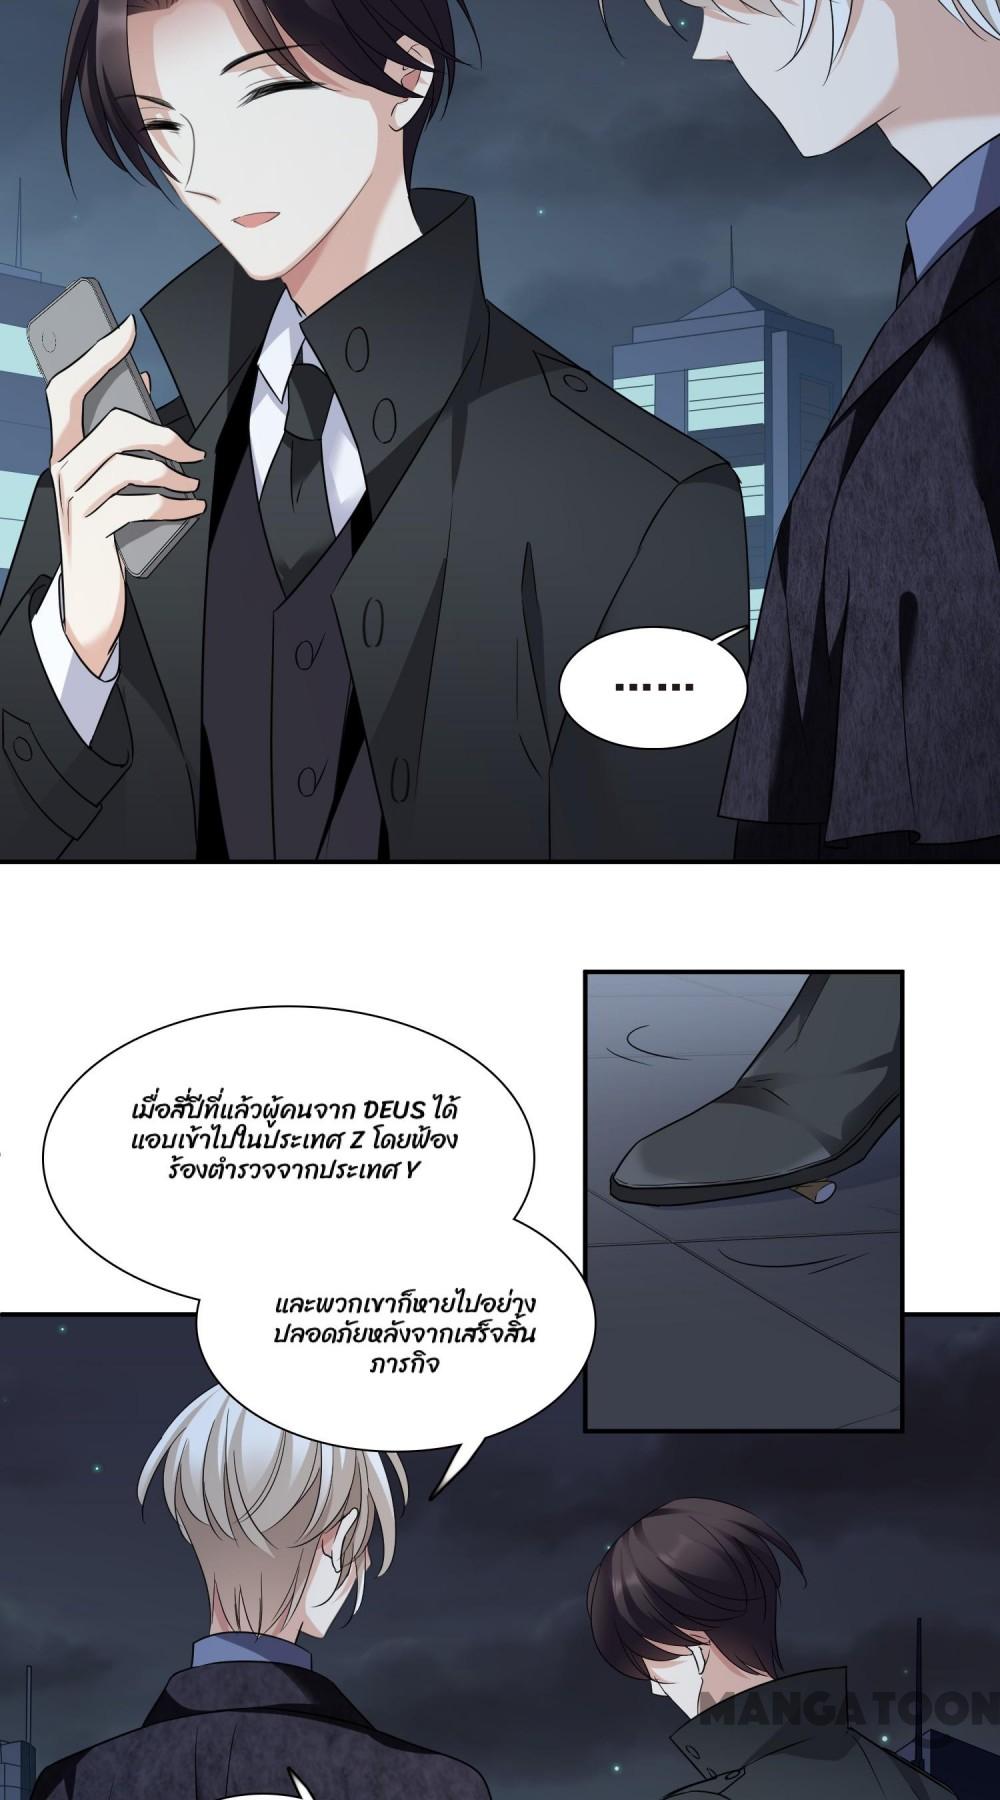 ......
เมื่อสี่ปีที่แล้วผู้คนจาก DEUS ได้
แอบเข้าไปในประเทศ Z โดยฟ้อง
ร้องตำรวจจากประเทศ Y
และพวกเขาก็หายไปอย่าง
ปลอดภัยหลังจากเสร็จสิ้น
ภารกิจ
MANGATOON